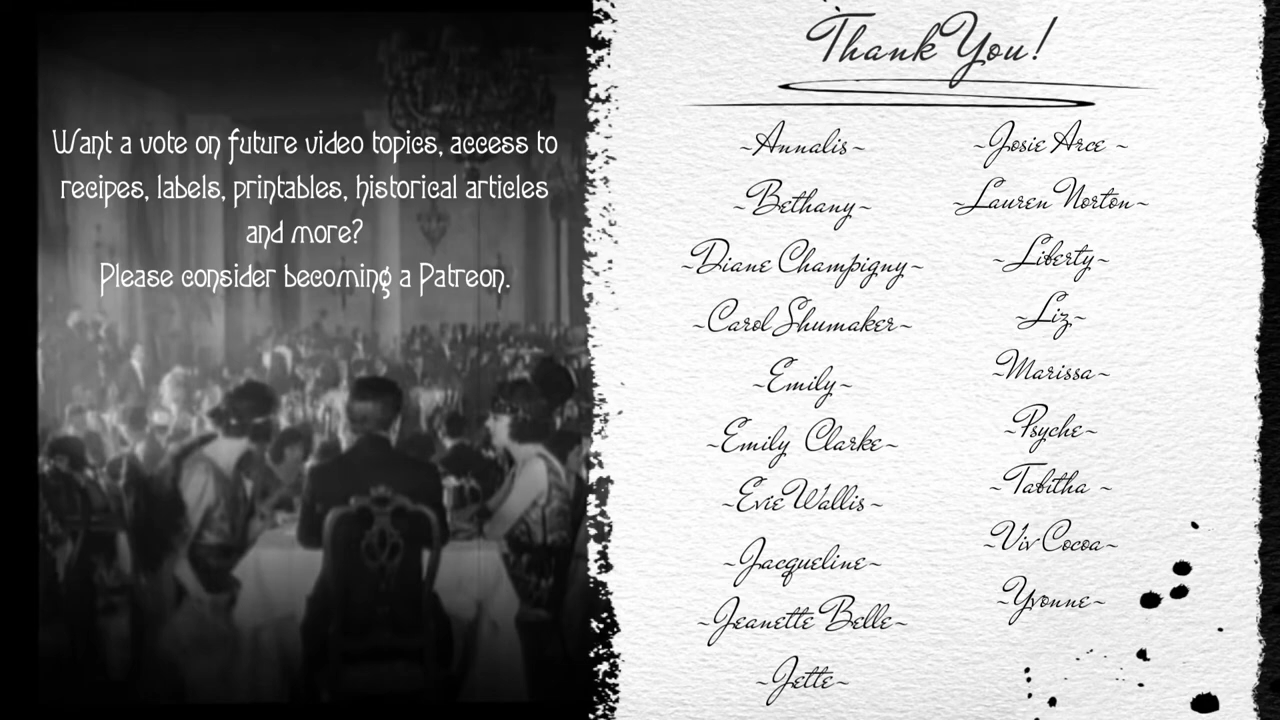 Want a vote on future video topics, access to
recipes, labels, printables, historical articles
and more?
Please consider becoming a Patreon.
Thank You!
~Annalis~
~Bethany~
~Diane Champigny~
~Carol Shumaker~
~Emily~
~Emily Clarke~
~Evie Wallis~
~Jacqueline~
~Jeanette Belle~
~Jette~
~Josie Arce ~
~Lauren Norton~
~Liberty~
~Liz~
~Marissa~
~Psyche~
~Tabitha ~
~Viv Cocoa~
~Yvonne~